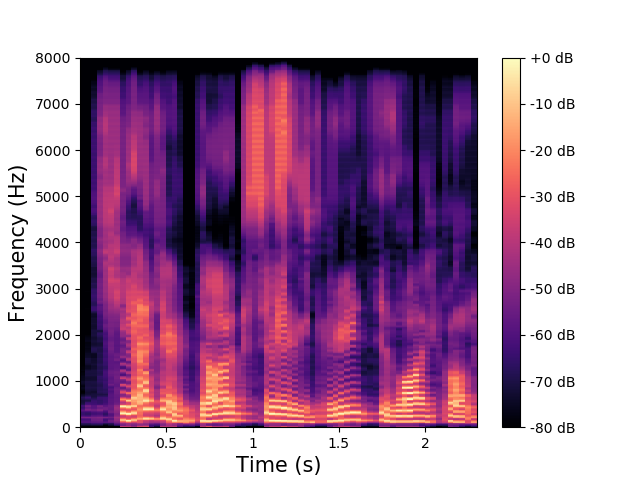 8000
7000
6000
5000
4000
3000
2000
1000
0
Frequency (Hz)
0
0.5
1
1.5
2
Time (s)
+0 dB
-10 dB
-20 dB
-30 dB
-40 dB
-50 dB
-60 dB
-70 dB
-80 dB